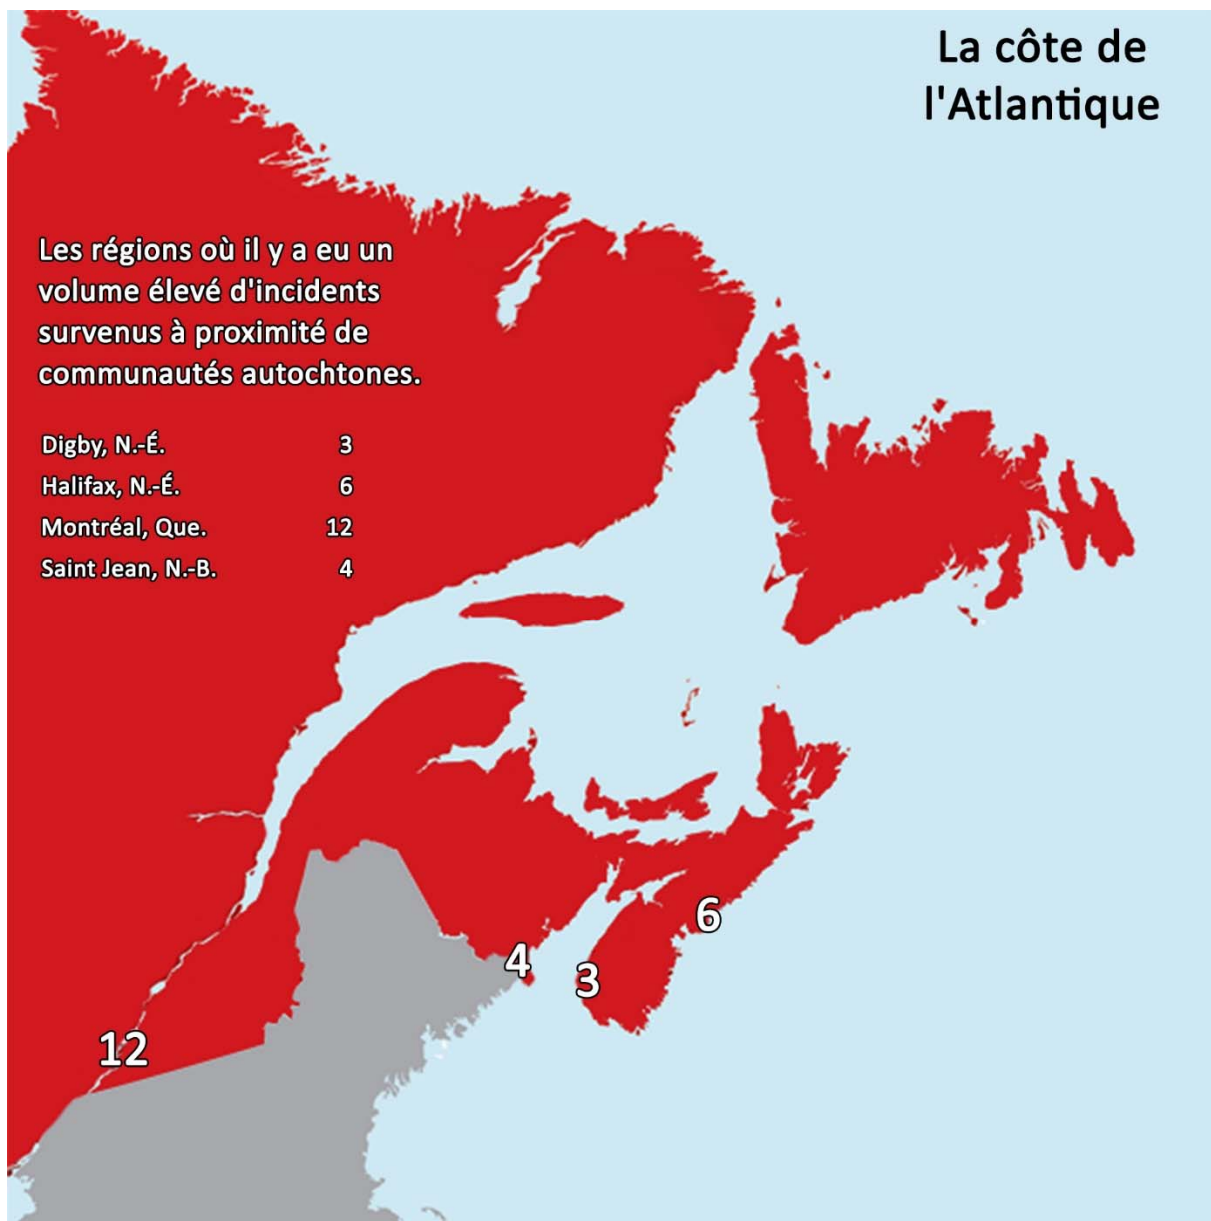 La côte de
l'Atlantique
Les régions où il y a eu un
volume élevé d'incidents
survenus à proximité de
communautés autochtones.
Digby, N.-É. 3
Halifax, N.-É. 6
Montréal, Que. 12
Saint Jean, N.-B. 4
6
4
3
12